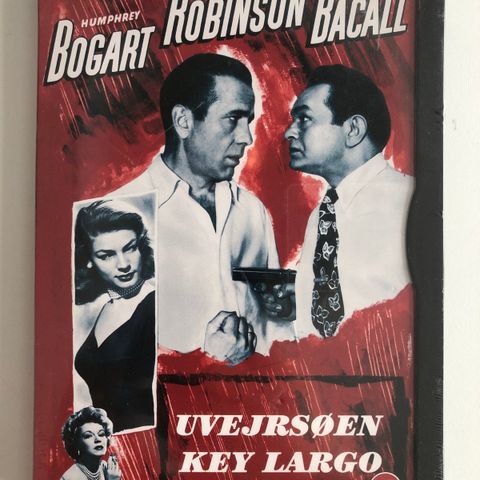 HUMPHREY
BOGART ROBINSON BACALL
UVEJRSØEN
KEY LARGO